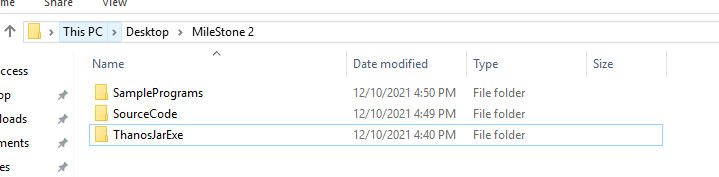 me Share View
This PC > Desktop > MileStone 2
Name Date modified Type Size
ccess
SamplePrograms 12/10/2021 4:50 PM File folder
op
SourceCode 12/10/2021 4:49 PM File folder
loads
ThanosJarExe 12/10/2021 4:40 PM File folder
ments
es